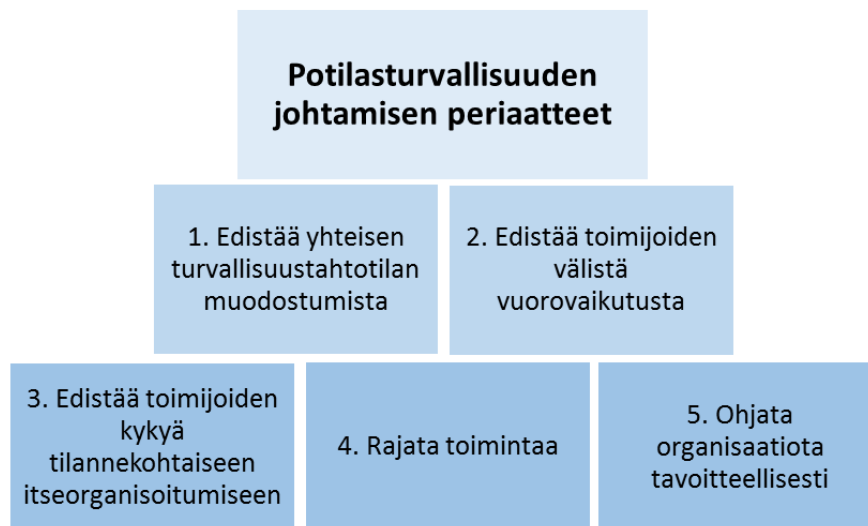 Potilasturvallisuuden
johtamisen periaatteet
1. Edistää yhteisen
turvallisuustahtotilan
muodostumista
2. Edistää toimijoiden
välistä
vuorovaikutusta
3. Edistää toimijoiden
kykyä
tilannekohtaiseen
itseorganisoitumiseen
4. Rajata toimintaa
5. Ohjata
organisaatiota
tavoitteellisesti